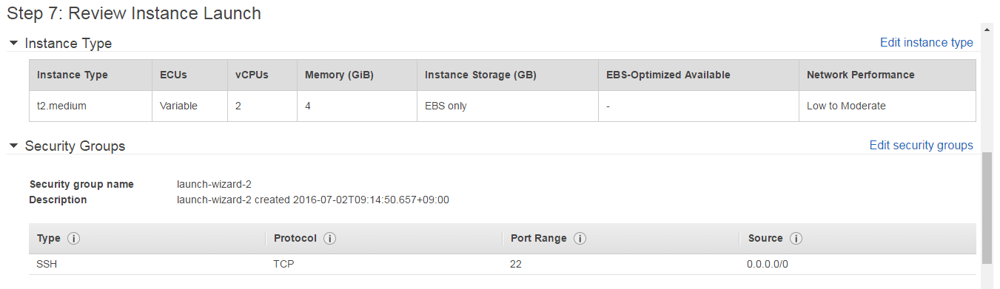 Step 7: Review Instance Launch
Instance Type Edit instance type
Instance Type ECUs vCPUs Memory (GiB) Instance Storage (GB) EBS-Optimized Available Network Performance
t2.medium Variable 2 4 EBS only - Low to Moderate
Security Groups Edit security groups
Security group name launch-wizard-2
Description launch-wizard-2 created 2016-07-02T09:14:50.657+09:00
Type i Protocol i Port Range i Source i
SSH TCP 22 0.0.0.0/0